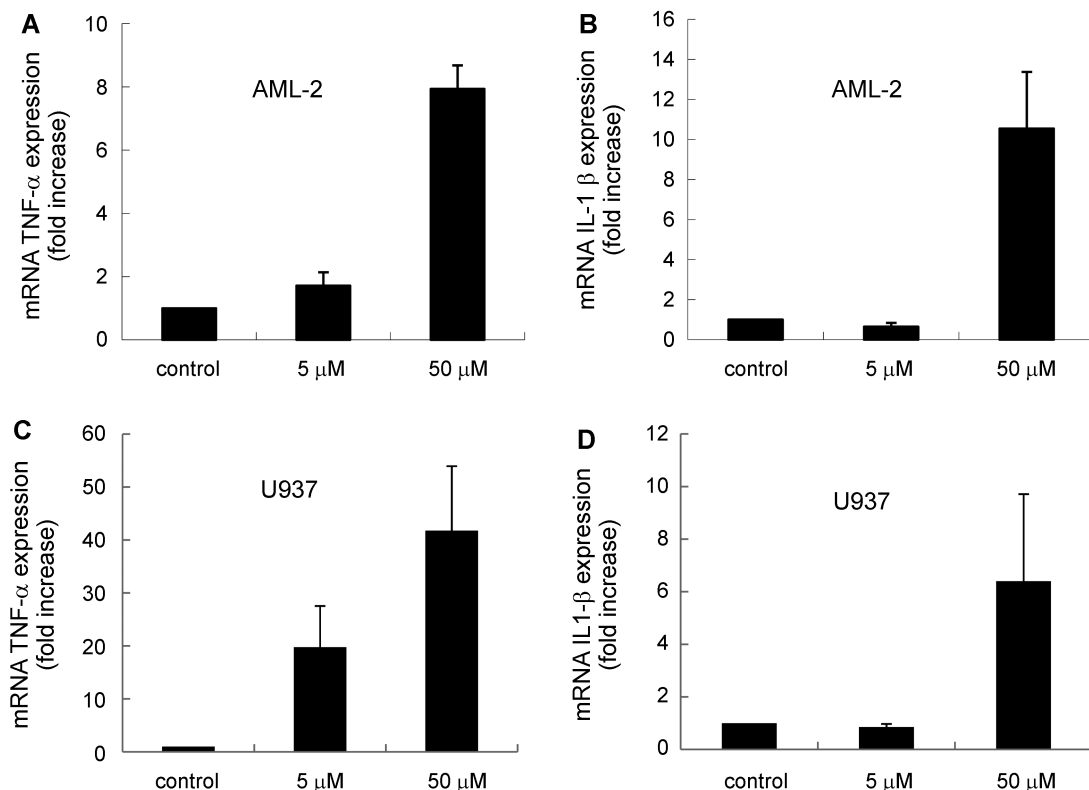 A
mRNA TNF-α expression
(fold increase)
10
8
6
4
2
0
AML-2
control
5 μM
50 μM
B
mRNA IL-1 β expression
(fold increase)
16
14
12
10
8
6
4
2
0
AML-2
control
5 μM
50 μM
C
mRNA TNF-α expression
(fold increase)
60
50
40
30
20
10
0
U937
control
5 μM
50 μM
D
mRNA IL1-β expression
(fold increase)
12
10
8
6
4
2
0
U937
control
5 μM
50 μM